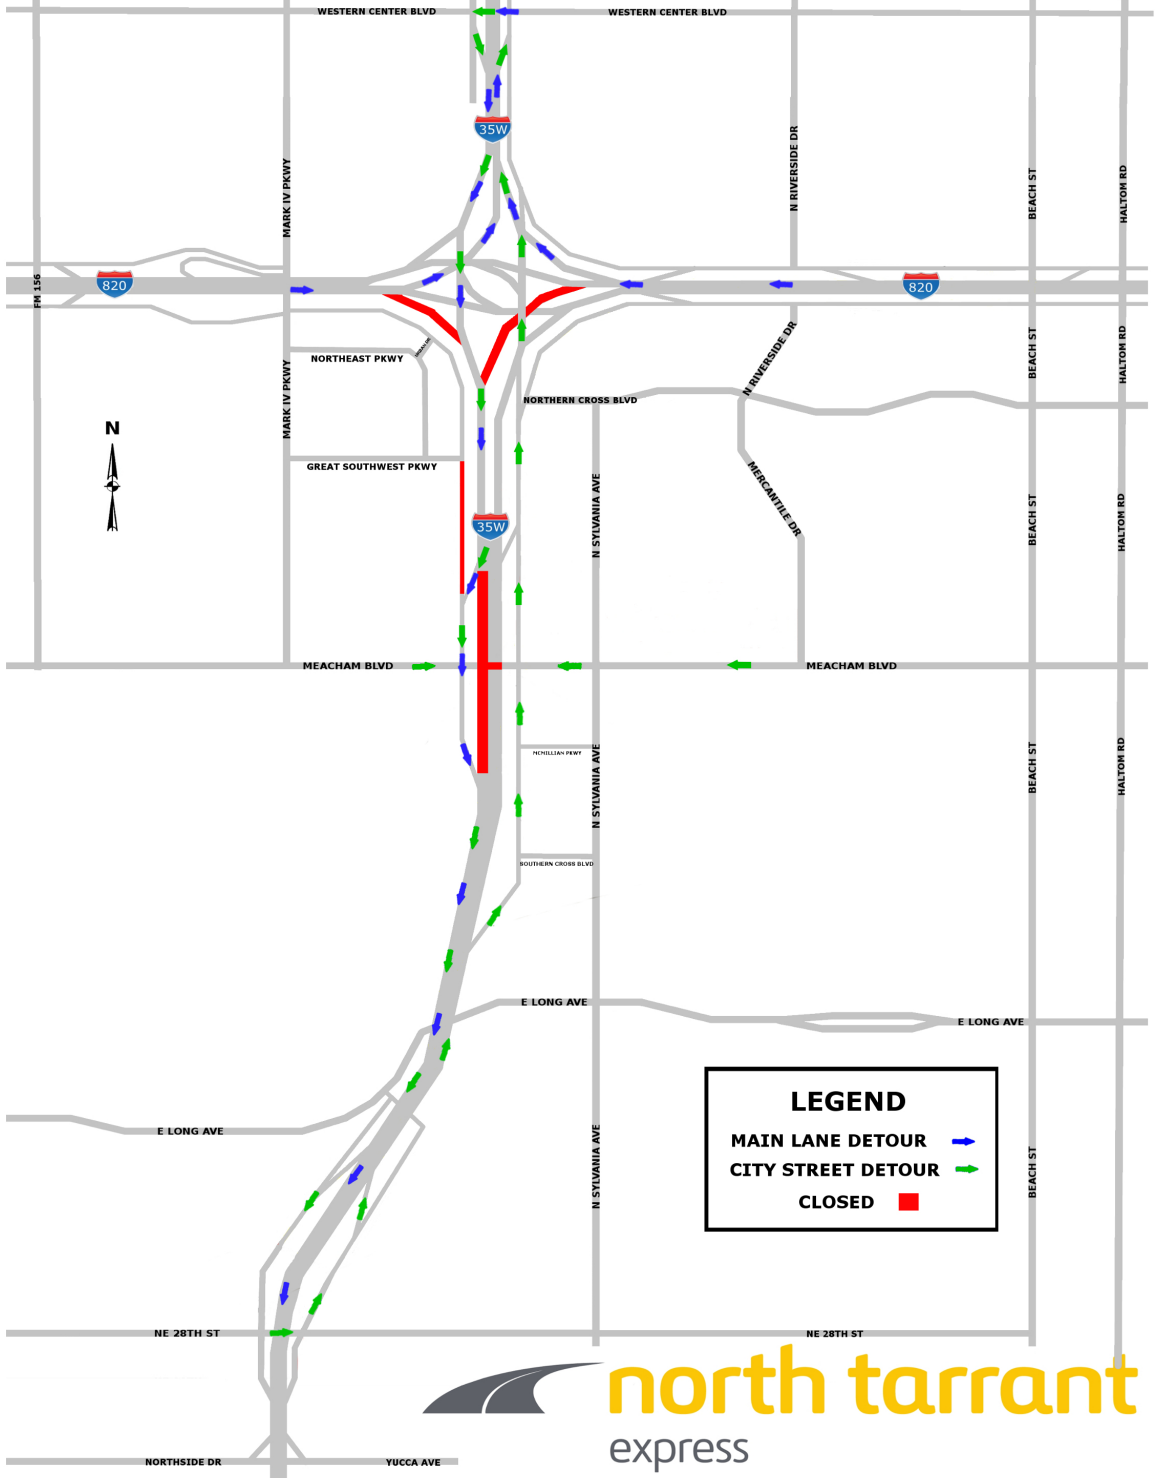 WESTERN CENTER BLVD
WESTERN CENTER BLVD
35W
MARK IV PKWY
N RIVERSIDE DR
BEACH ST
HALTOM RD
FM 156
820
820
NORTHEAST PKWY
MARK IV PKWY
N RIVERSIDE DR
BEACH ST
HALTOM RD
NORTHERN CROSS BLVD
N
GREAT SOUTHWEST PKWY
MERCANTILE DR
N SYLVANIA AVE
BEACH ST
HALTOM RD
35W
MEACHAM BLVD
MEACHAM BLVD
MCMILLIAN PKWY
N SYLVANIA AVE
BEACH ST
HALTOM RD
SOUTHERN CROSS BLVD
E LONG AVE
E LONG AVE
E LONG AVE
N SYLVANIA AVE
BEACH ST
LEGEND
MAIN LANE DETOUR
CITY STREET DETOUR
CLOSED
NE 28TH ST
NE 28TH ST
north tarrant
express
NORTHSIDE DR
YUCCA AVE